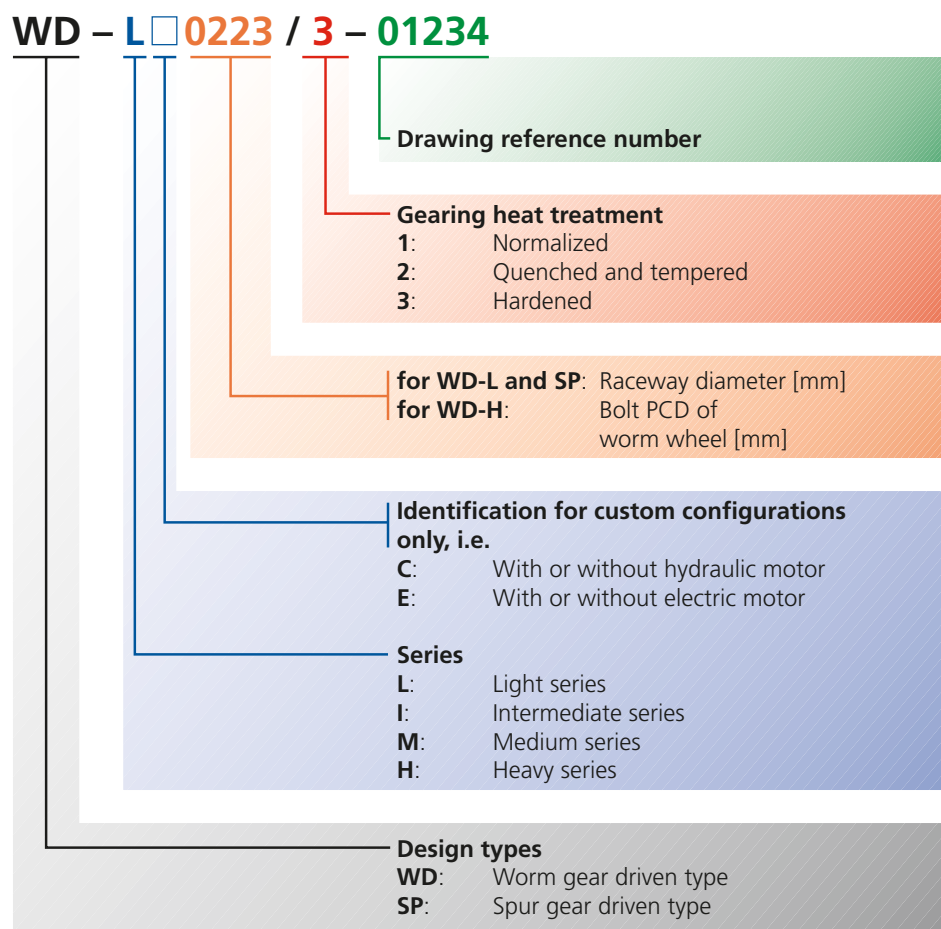 WD – L□0223 / 3 – 01234
Drawing reference number
Gearing heat treatment
1: Normalized
2: Quenched and tempered
3: Hardened
for WD-L and SP: Raceway diameter [mm]
for WD-H: Bolt PCD of
worm wheel [mm]
Identification for custom configurations
only, i.e.
C: With or without hydraulic motor
E: With or without electric motor
Series
L: Light series
I: Intermediate series
M: Medium series
H: Heavy series
Design types
WD: Worm gear driven type
SP: Spur gear driven type